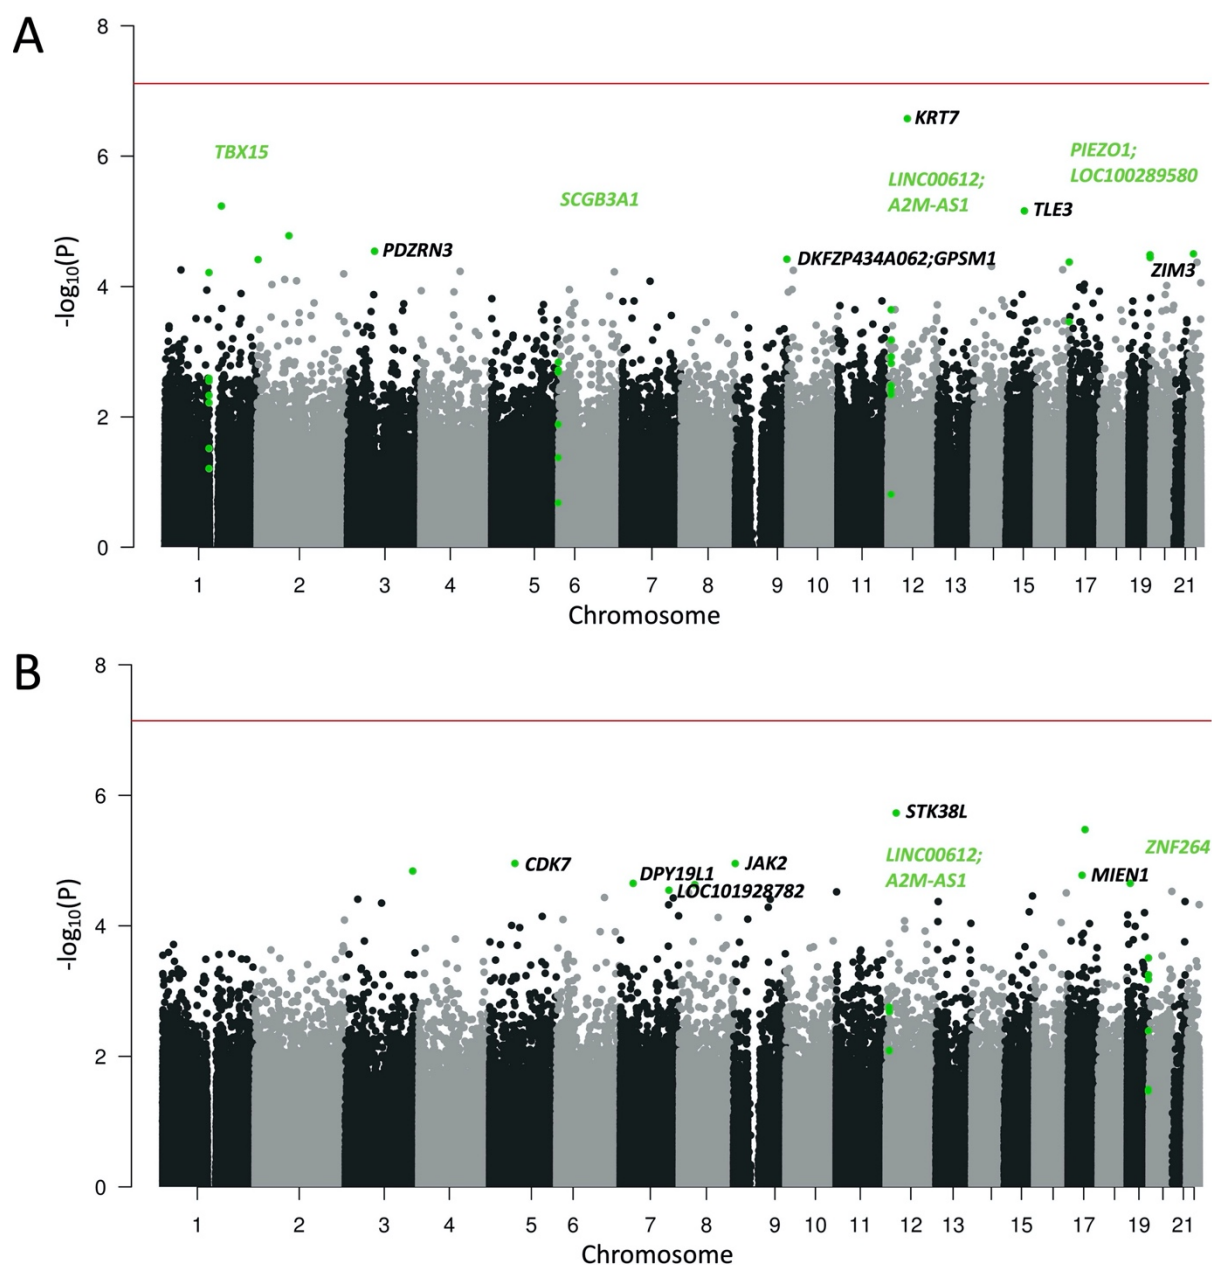 A
8
6
4
2
0
-log10(P)
KRT7
TBX15
PIEZO1;
LOC100289580
LINC00612;
A2M-AS1
SCGB3A1
TLE3
PDZRN3
DKFZP434A062;GPSM1
ZIM3
1 2 3 4 5 6 7 8 9 10 11 12 13 15 17 19 21
Chromosome
B
8
6
4
2
0
-log10(P)
STK38L
ZNF264
LINC00612;
A2M-AS1
CDK7
JAK2
DPY19L1
MIEN1
LOC101928782
1 2 3 4 5 6 7 8 9 10 11 12 13 15 17 19 21
Chromosome